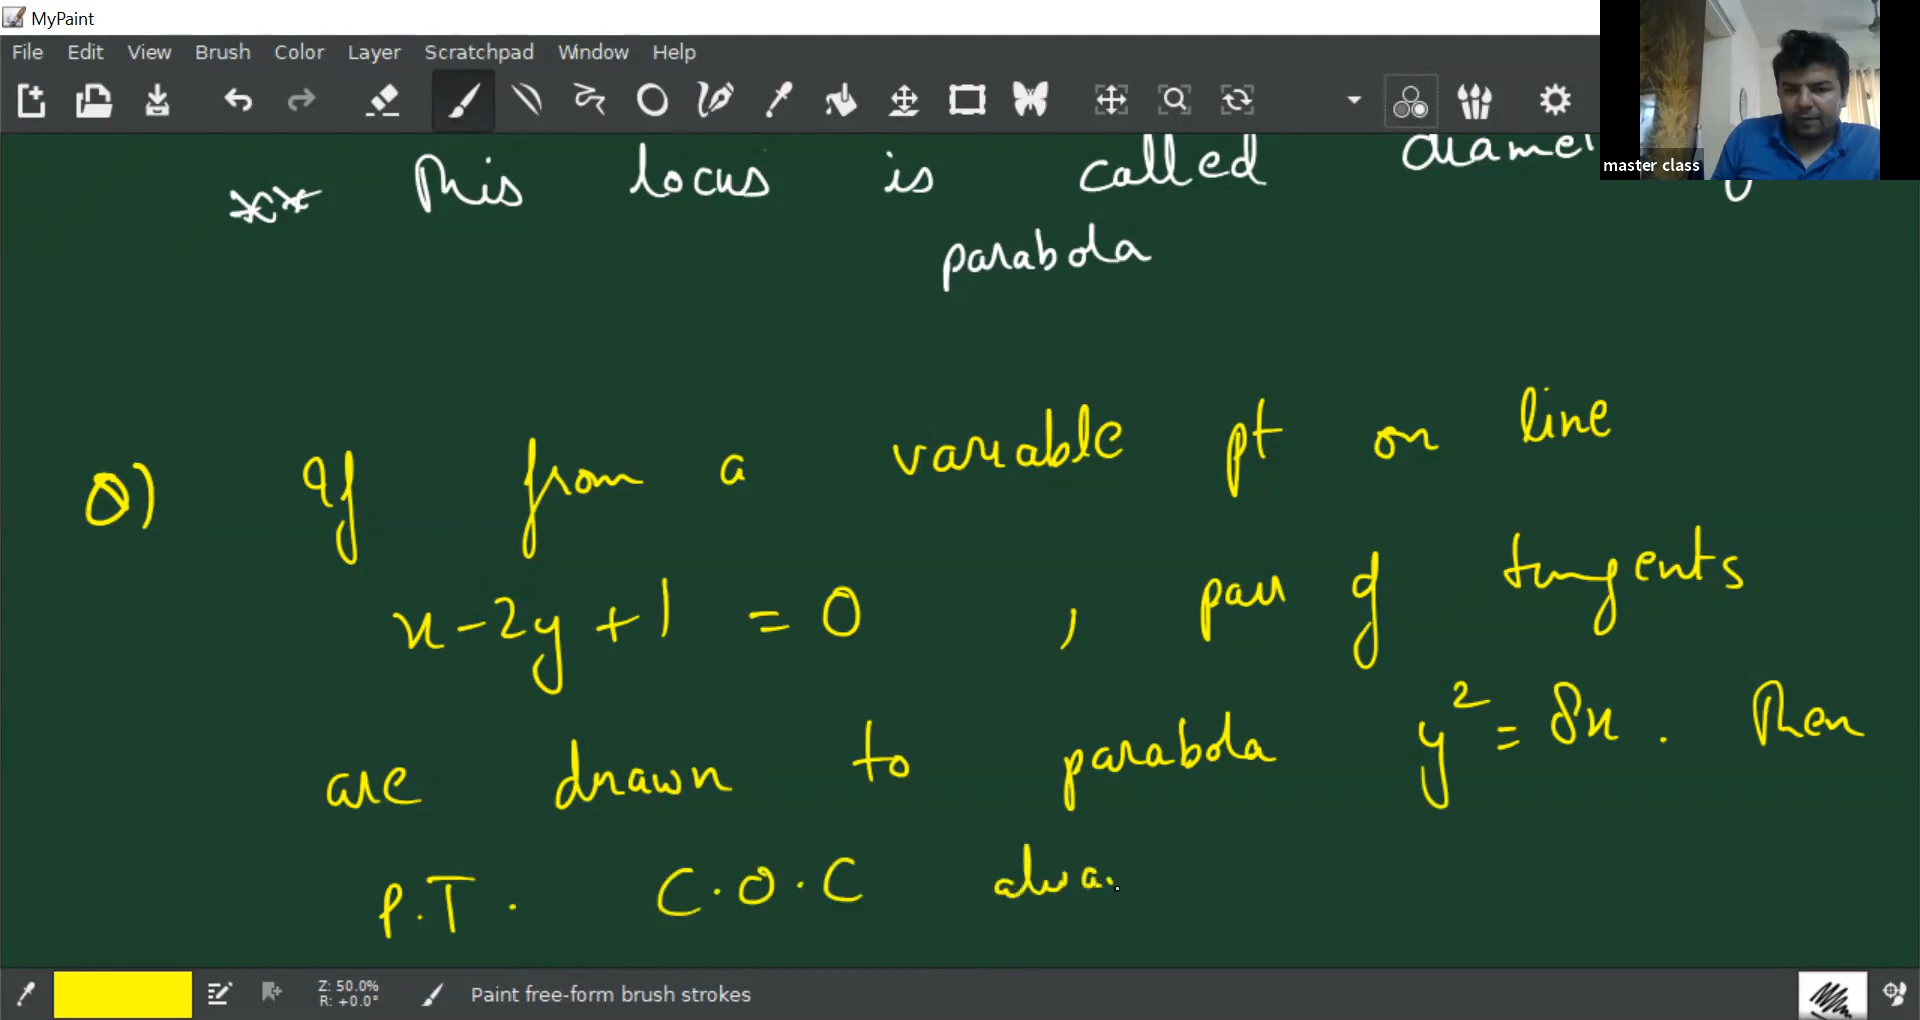 MyPaint
File Edit View Brush Color Layer Scratchpad Window Help
master class
** This locus is called
parabola
Q) If from a variable pt on line
x-2y+1 = 0 , pair of tangents
are drawn to parabola y² = 8x . Then
P.T. C.O.C alwa
Z: 50.0%
R: +0.0°
Paint free-form brush strokes